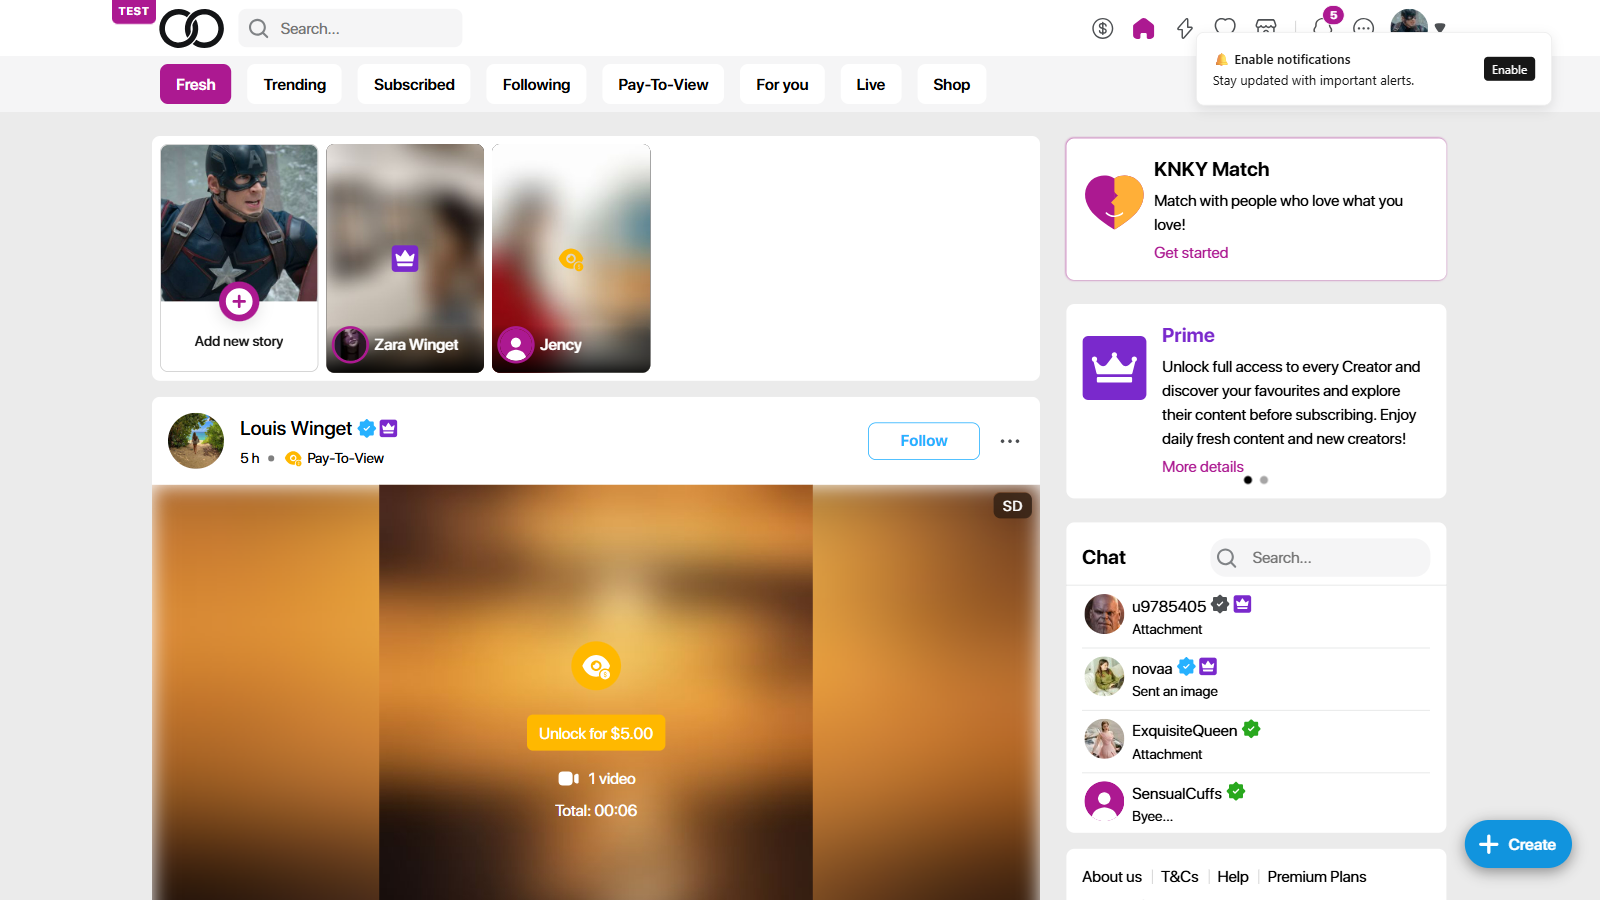 TEST
Search...
5
Enable notifications
Stay updated with important alerts.
Enable
Fresh
Trending
Subscribed
Following
Pay-To-View
For you
Live
Shop
Add new story
Zara Winget
Jency
Louis Winget
5 h
Pay-To-View
Follow
SD
Unlock for $5.00
1 video
Total: 00:06
KNKY Match
Match with people who love what you
love!
Get started
Prime
Unlock full access to every Creator and
discover your favourites and explore
their content before subscribing. Enjoy
daily fresh content and new creators!
More details
Chat
Search...
u9785405
Attachment
novaa
Sent an image
ExquisiteQueen
Attachment
SensualCuffs
Byee...
Create
About us
T&Cs
Help
Premium Plans